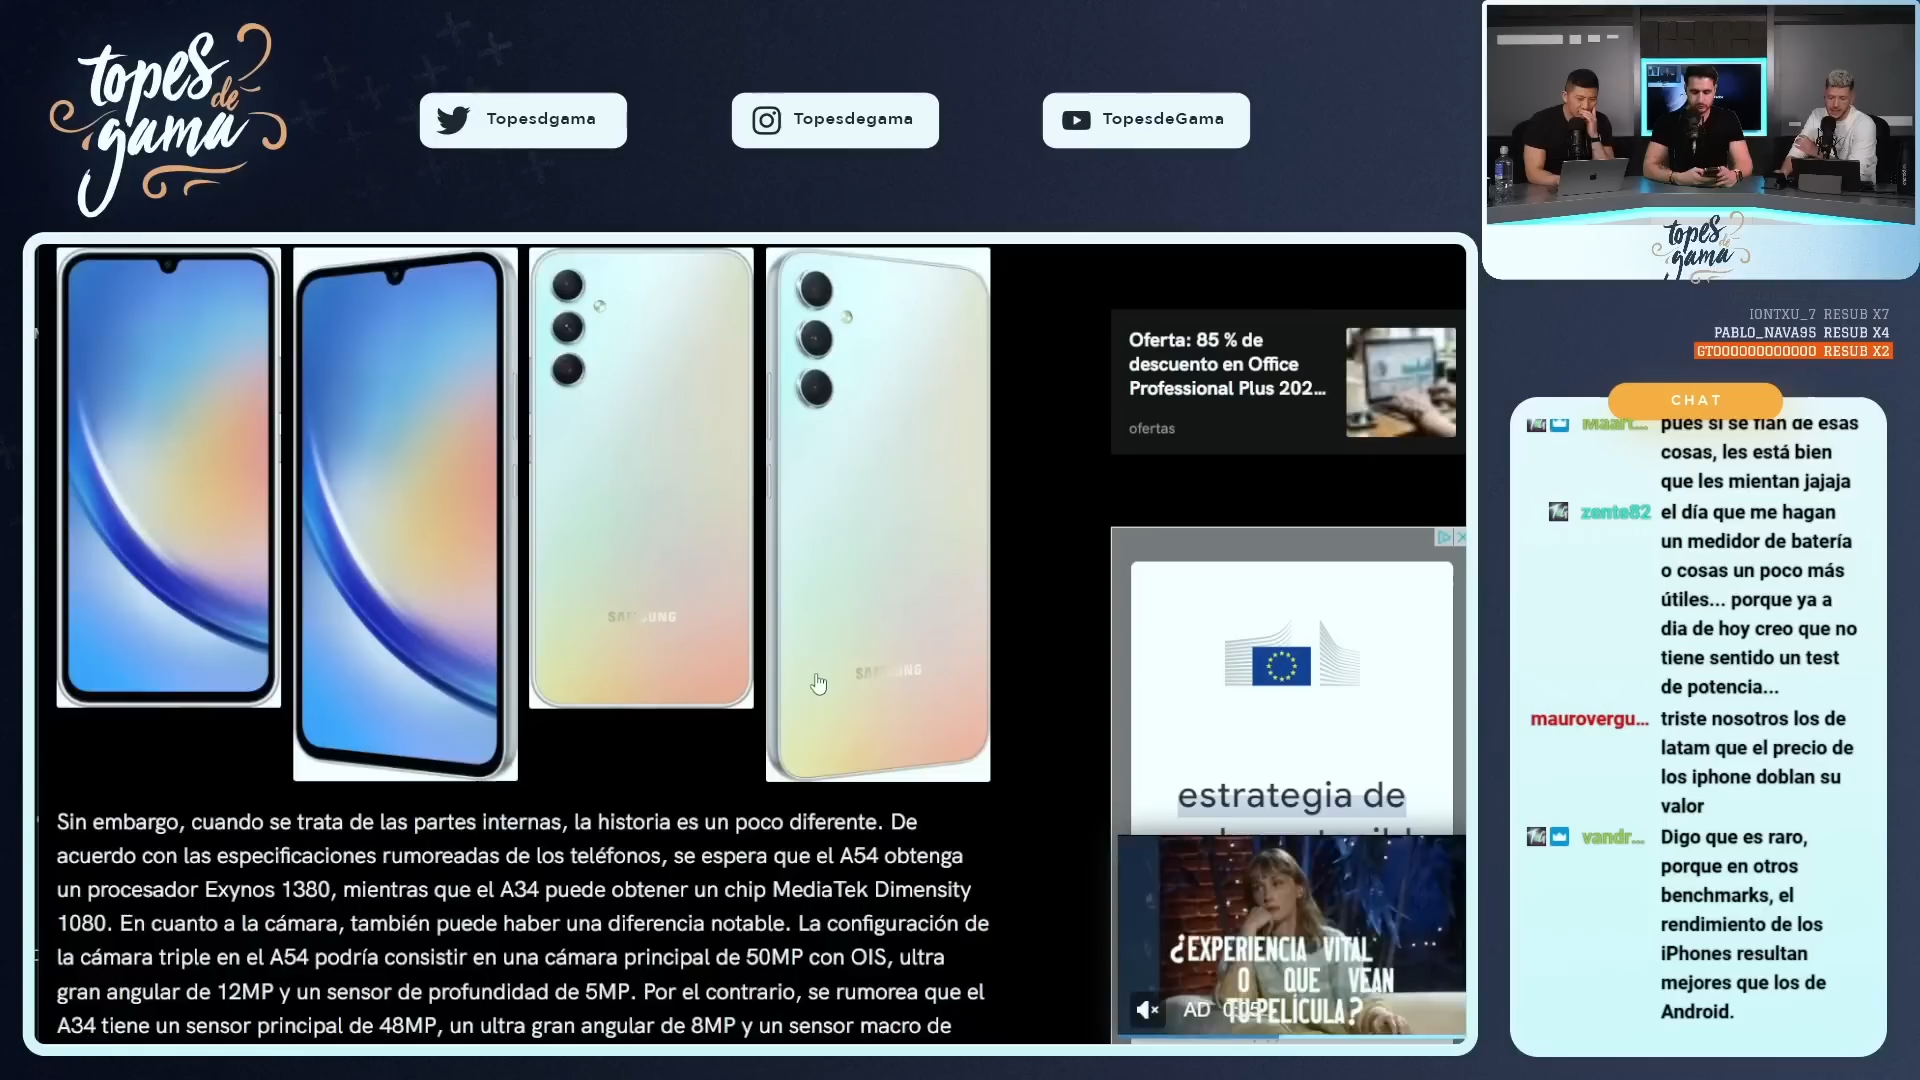 topes
de
gama
Topesdgama
Topesdegama
TopesdeGama
topes
de
gama
IONTXU_7 RESUB X7
PABLO_NAVA95 RESUB X4
GTO00000000000 RESUB X2
SAMSUNG
SAMSUNG
Oferta: 85 % de
descuento en Office
Professional Plus 202...
ofertas
estrategia de
¿EXPERIENCIA VITAL
O QUE VEAN
TU PELÍCULA?
AD
Sin embargo, cuando se trata de las partes internas, la historia es un poco diferente. De
acuerdo con las especificaciones rumoreadas de los teléfonos, se espera que el A54 obtenga
un procesador Exynos 1380, mientras que el A34 puede obtener un chip MediaTek Dimensity
1080. En cuanto a la cámara, también puede haber una diferencia notable. La configuración de
la cámara triple en el A54 podría consistir en una cámara principal de 50MP con OIS, ultra
gran angular de 12MP y un sensor de profundidad de 5MP. Por el contrario, se rumorea que el
A34 tiene un sensor principal de 48MP, un ultra gran angular de 8MP y un sensor macro de
CHAT
Maart... pues si se fían de esas
cosas, les está bien
que les mientan jajaja
zente82 el día que me hagan
un medidor de batería
o cosas un poco más
útiles... porque ya a
dia de hoy creo que no
tiene sentido un test
de potencia...
maurovergu... triste nosotros los de
latam que el precio de
los iphone doblan su
valor
vandr... Digo que es raro,
porque en otros
benchmarks, el
rendimiento de los
iPhones resultan
mejores que los de
Android.